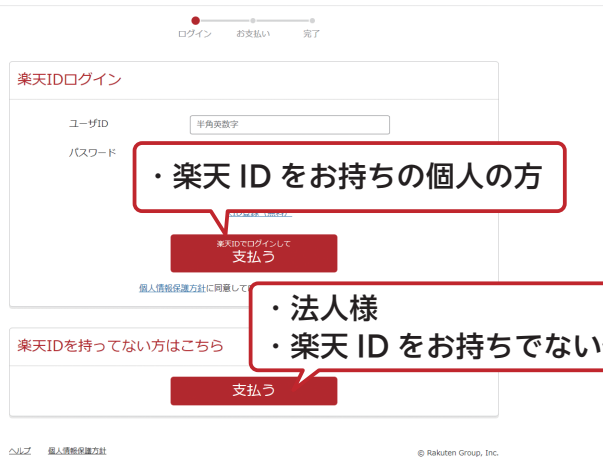 ログイン お支払い 完了
楽天IDログイン
ユーザID 半角英数字
パスワード
・楽天 ID をお持ちの個人の方
楽天IDでログインして
支払う
個人情報保護方針に同意して
・法人様
・楽天 ID をお持ちでない
楽天IDを持ってない方はこちら
支払う
ヘルプ 個人情報保護方針 © Rakuten Group, Inc.